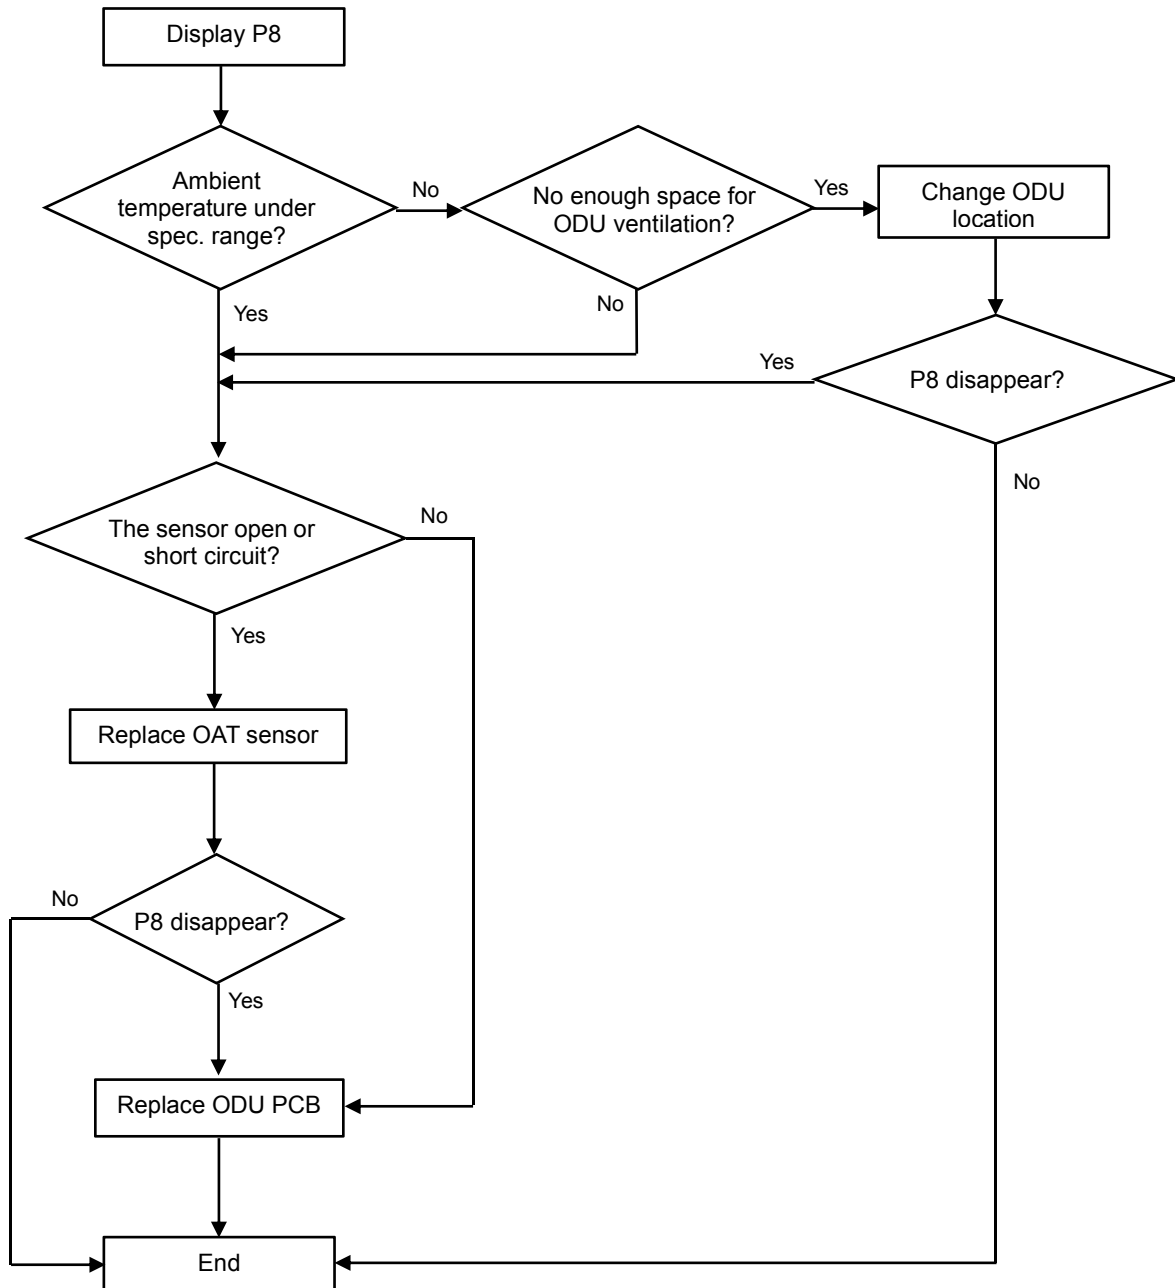 Display P8
Ambient
temperature under
spec. range?
No
No enough space for
ODU ventilation?
Yes
Change ODU
location
Yes
No
Yes
P8 disappear?
No
The sensor open or
short circuit?
No
Yes
Replace OAT sensor
No
P8 disappear?
Yes
Replace ODU PCB
End